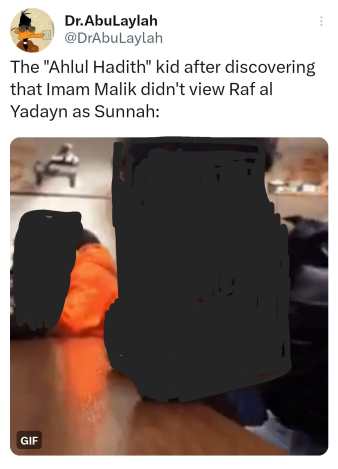 Dr.AbuLaylah
@DrAbuLaylah
The "Ahlul Hadith" kid after discovering
that Imam Malik didn't view Raf al
Yadayn as Sunnah:
GIF